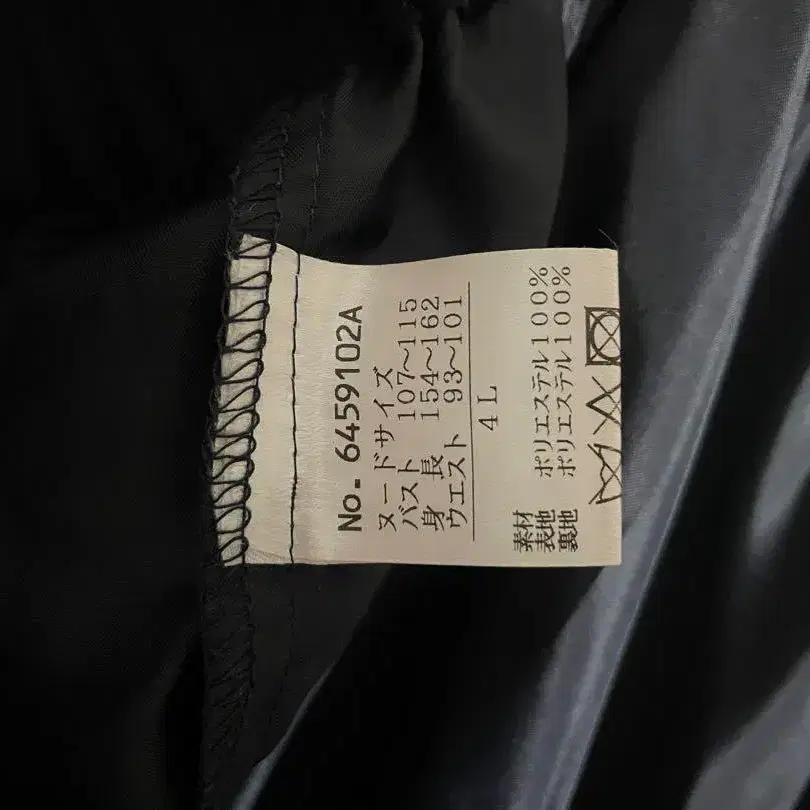 No. 6459102A
ヌードサイズ
バスト 107〜115
身長 154〜162
ウエスト 93〜101
4L
素材
表地 ポリエステル100%
裏地 ポリエステル100%